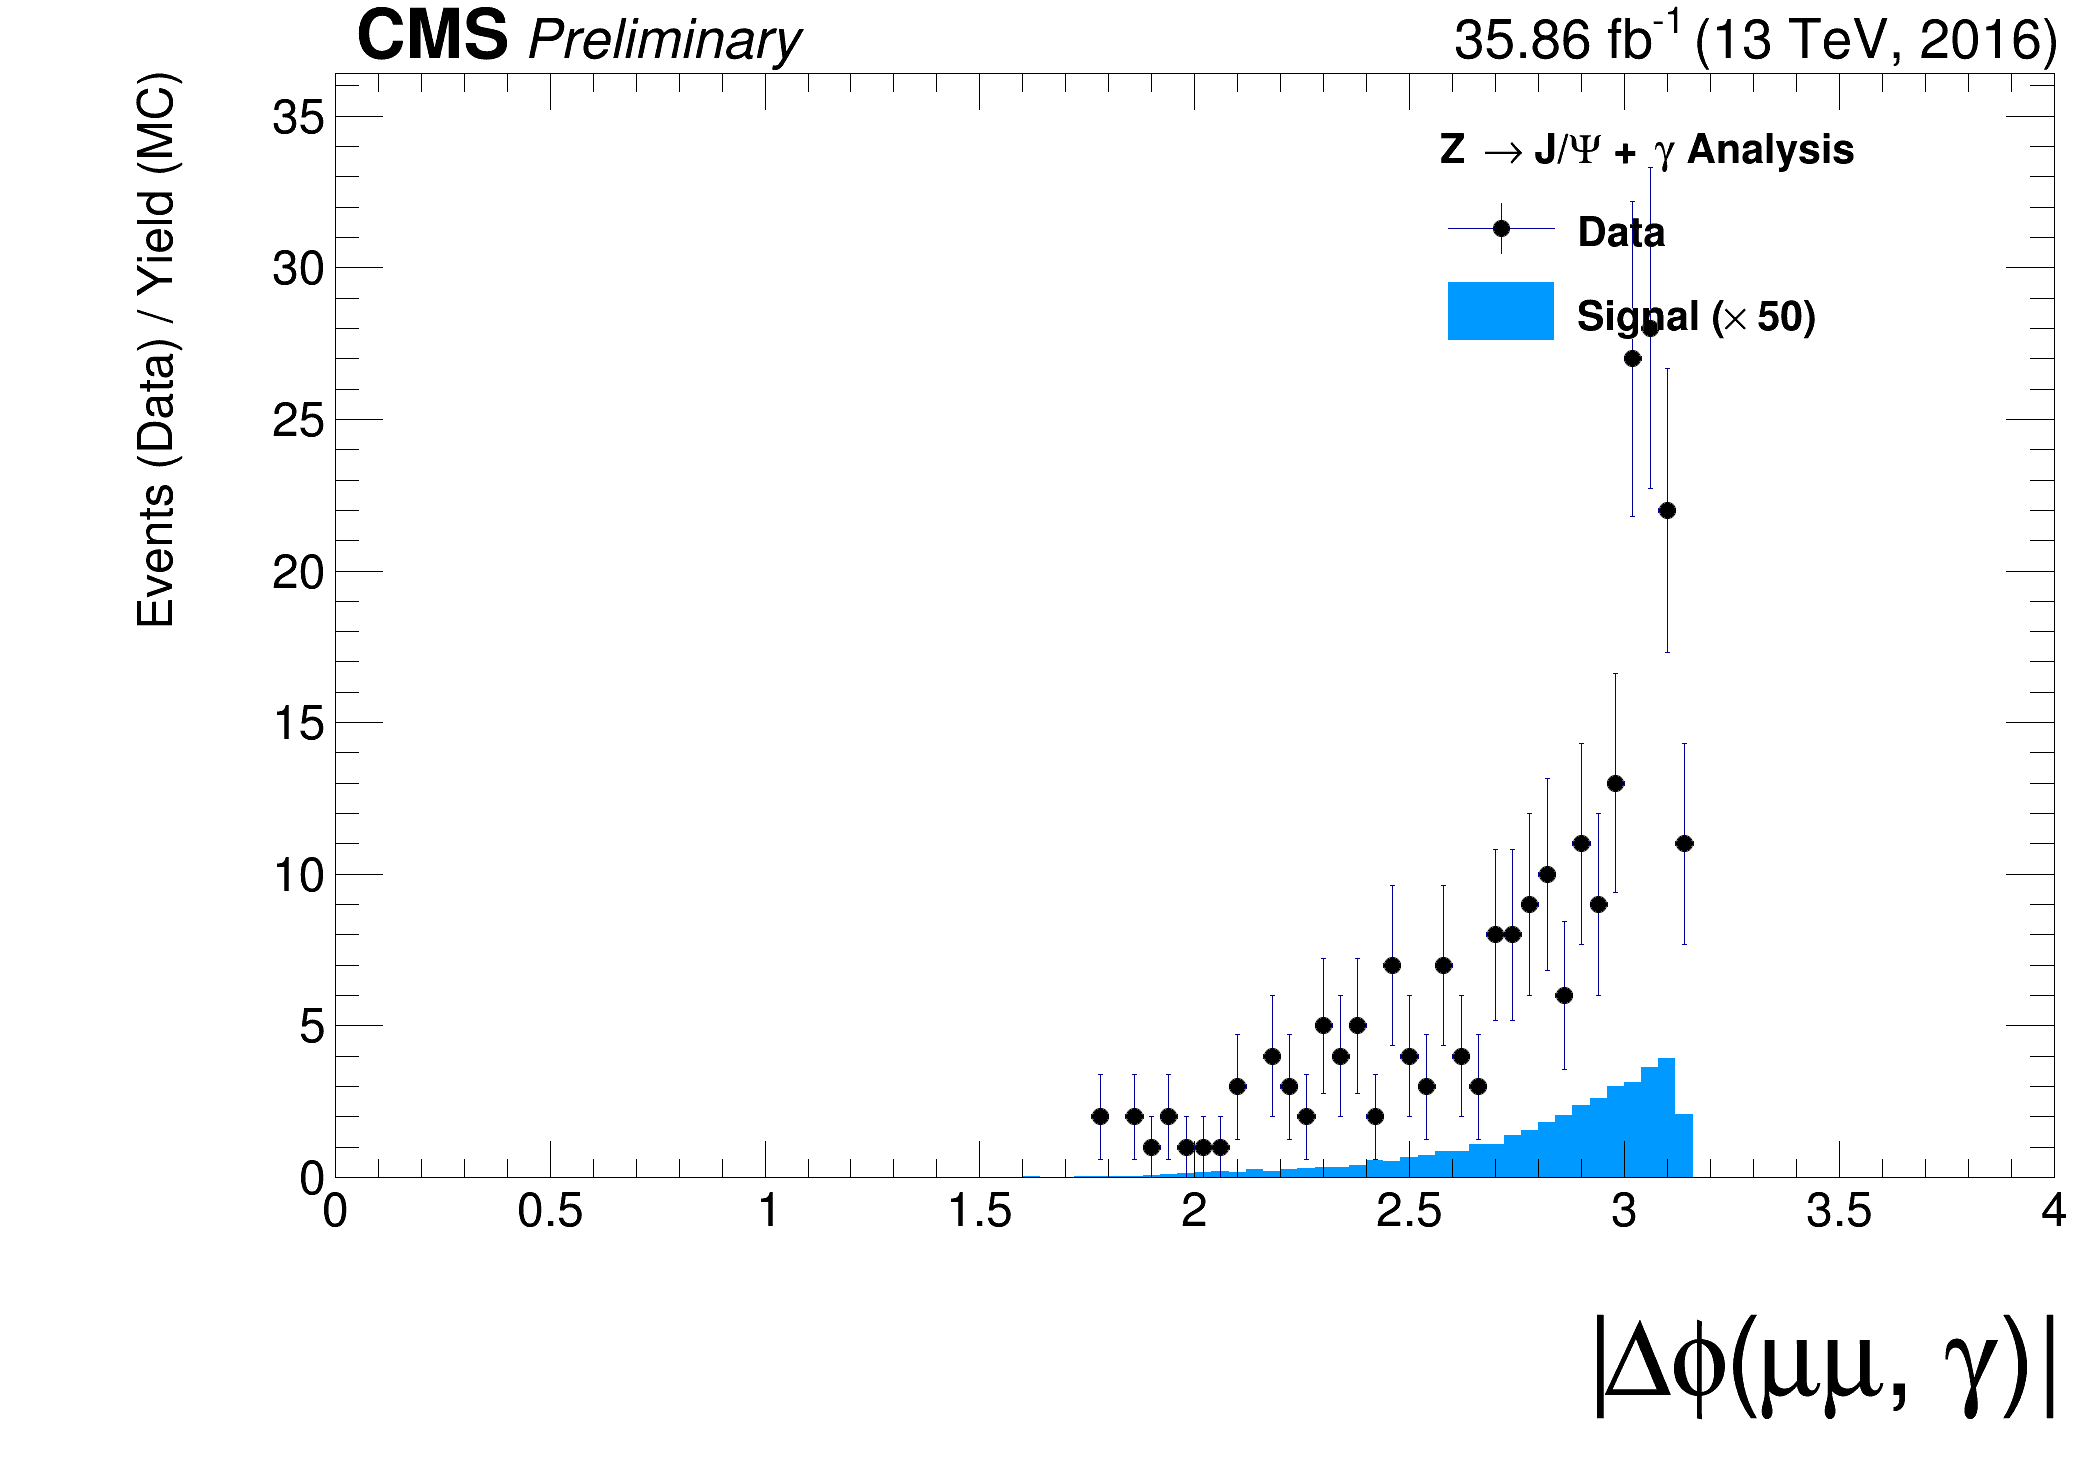 CMS Preliminary
35.86 fb-1 (13 TeV, 2016)
Events (Data) / Yield (MC)
35
30
25
20
15
10
5
0
Z → J/Ψ + γ Analysis
Data
Signal (× 50)
0 0.5 1 1.5 2 2.5 3 3.5 4
|Δϕ(μμ, γ)|